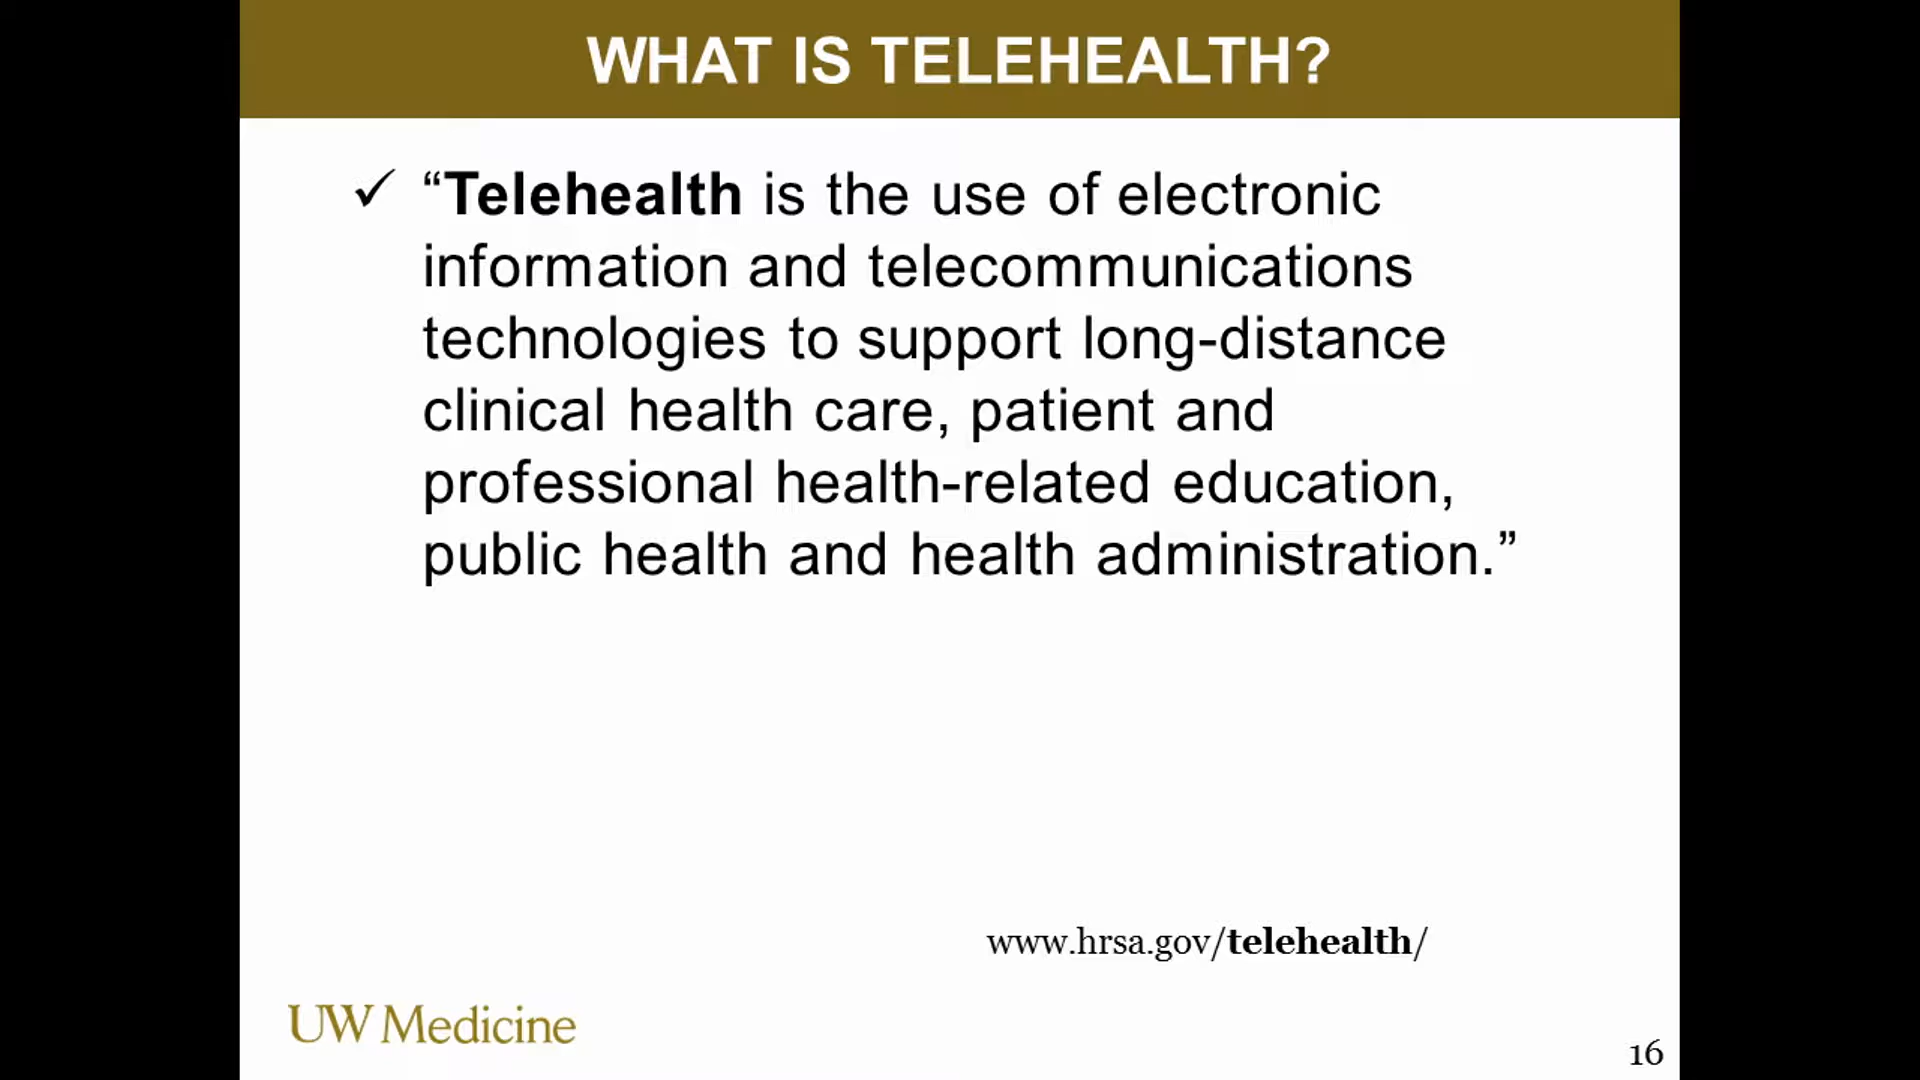 WHAT IS TELEHEALTH?
✓ “Telehealth is the use of electronic
information and telecommunications
technologies to support long-distance
clinical health care, patient and
professional health-related education,
public health and health administration.”
www.hrsa.gov/telehealth/
UW Medicine
16